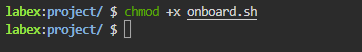 labex:project/ $ chmod +x onboard.sh
labex:project/ $